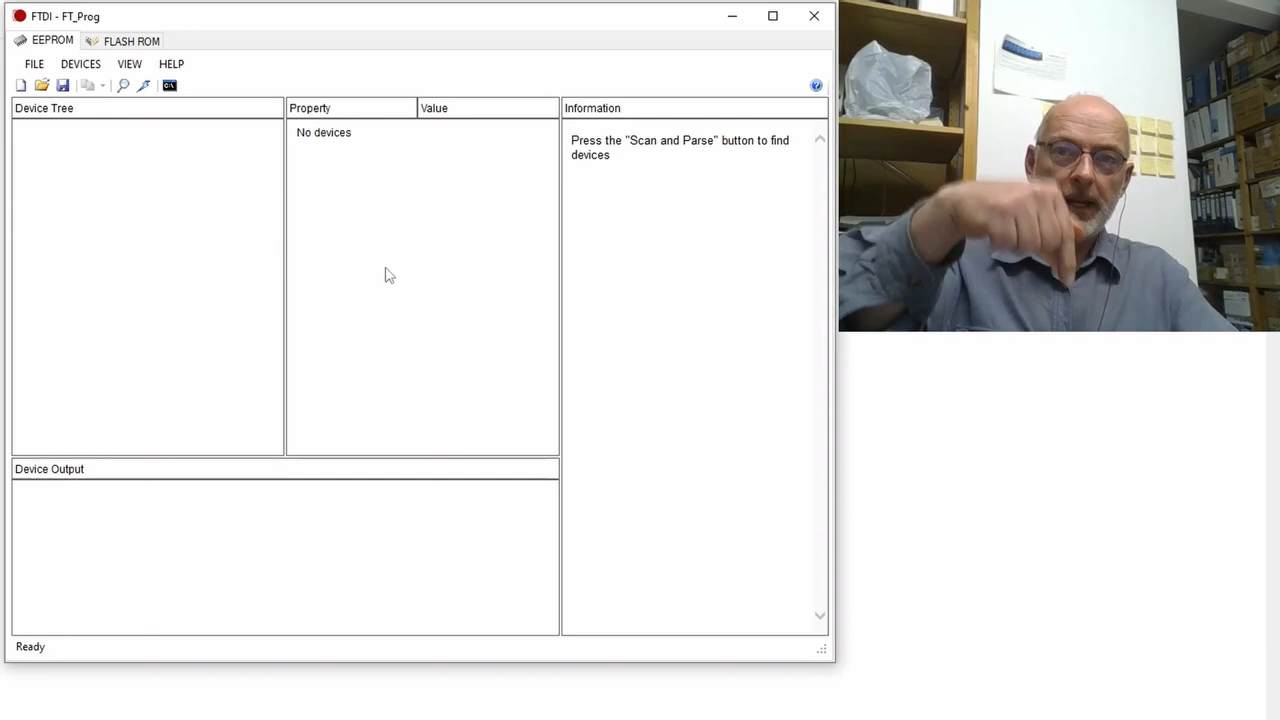 FTDI - FT_Prog
EEPROM
FLASH ROM
FILE
DEVICES
VIEW
HELP
Device Tree
Property
Value
Information
No devices
Press the "Scan and Parse" button to find
devices
Device Output
Ready